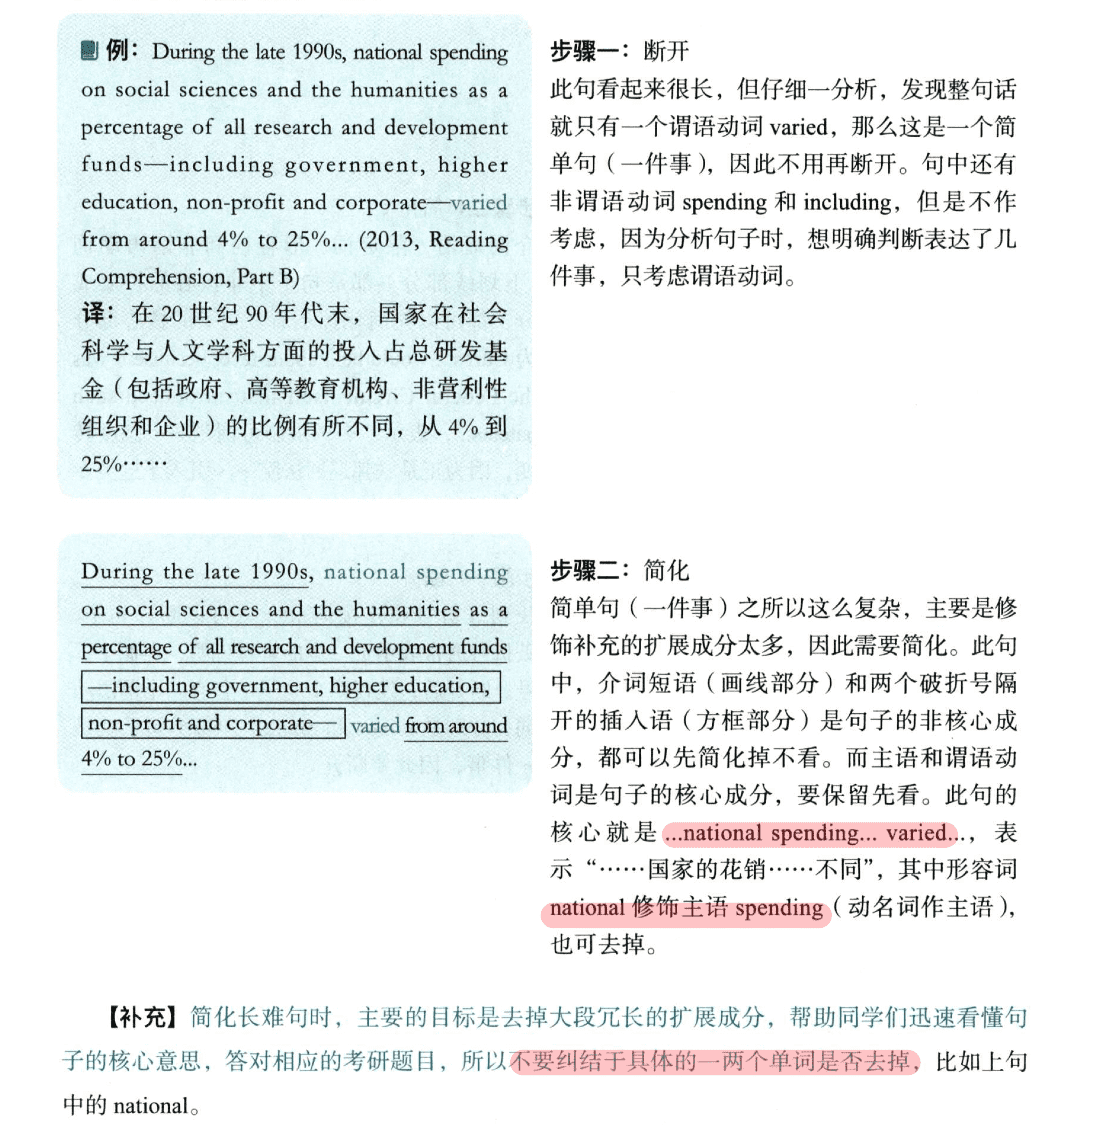 例：During the late 1990s, national spending
on social sciences and the humanities as a
percentage of all research and development
funds—including government, higher
education, non-profit and corporate—varied
from around 4% to 25%... (2013, Reading
Comprehension, Part B)
译：在 20 世纪 90 年代末，国家在社会
科学与人文学科方面的投入占总研发基
金（包括政府、高等教育机构、非营利性
组织和企业）的比例有所不同，从 4% 到
25%……
步骤一：断开
此句看起来很长，但仔细一分析，发现整句话
就只有一个谓语动词 varied，那么这是一个简
单句（一件事），因此不用再断开。句中还有
非谓语动词 spending 和 including，但是不作
考虑，因为分析句子时，想明确判断表达了几
件事，只考虑谓语动词。
During the late 1990s, national spending
on social sciences and the humanities as a
percentage of all research and development funds
—including government, higher education,
non-profit and corporate— varied from around
4% to 25%...
步骤二：简化
简单句（一件事）之所以这么复杂，主要是修
饰补充的扩展成分太多，因此需要简化。此句
中，介词短语（画线部分）和两个破折号隔
开的插入语（方框部分）是句子的非核心成
分，都可以先简化掉不看。而主语和谓语动
词是句子的核心成分，要保留先看。此句的
核心就是 ...national spending... varied...，表
示“……国家的花销……不同”，其中形容词
national 修饰主语 spending（动名词作主语），
也可去掉。
【补充】简化长难句时，主要的目标是去掉大段冗长的扩展成分，帮助同学们迅速看懂句
子的核心意思，答对相应的考研题目，所以不要纠结于具体的一两个单词是否去掉，比如上句
中的 national。